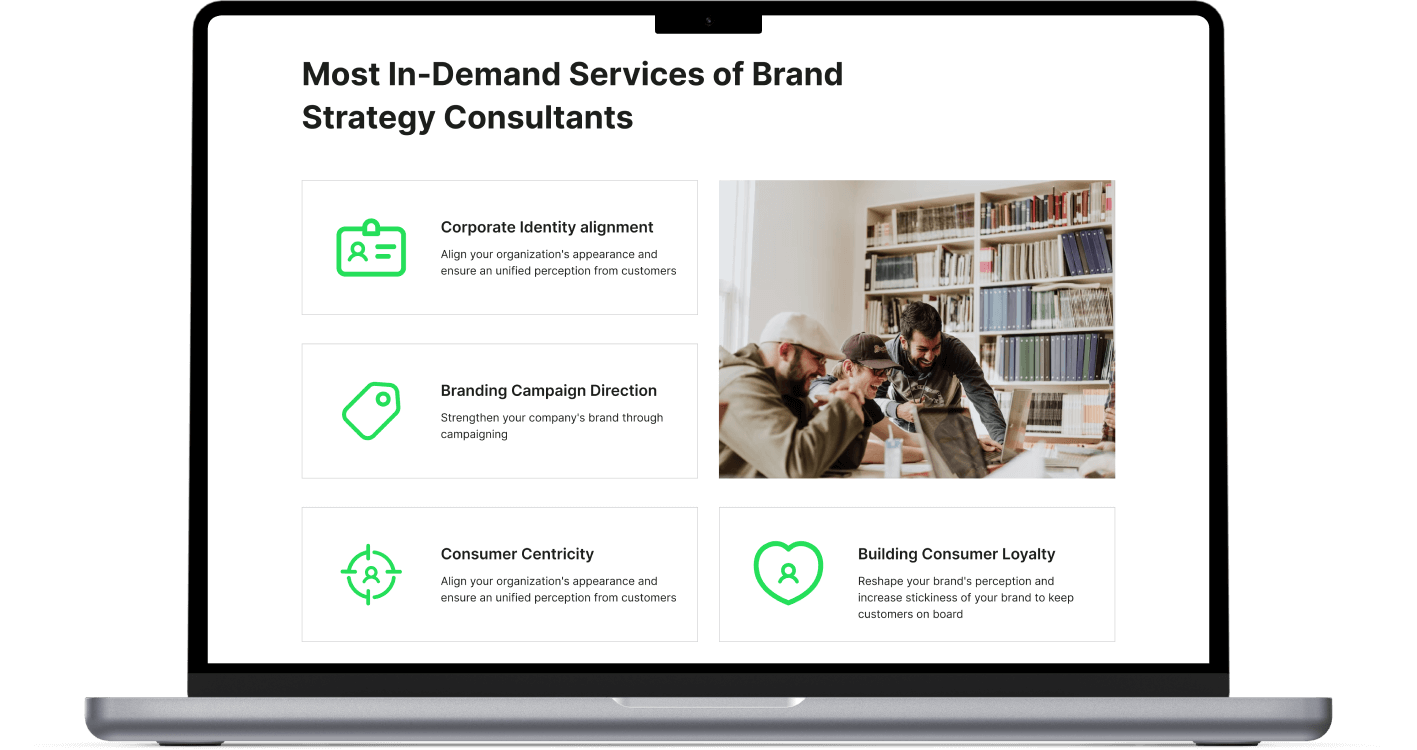 Most In-Demand Services of Brand
Strategy Consultants
Corporate Identity alignment
Align your organization's appearance and
ensure an unified perception from customers
Branding Campaign Direction
Strengthen your company's brand through
campaigning
Consumer Centricity
Align your organization's appearance and
ensure an unified perception from customers
Building Consumer Loyalty
Reshape your brand's perception and
increase stickiness of your brand to keep
customers on board